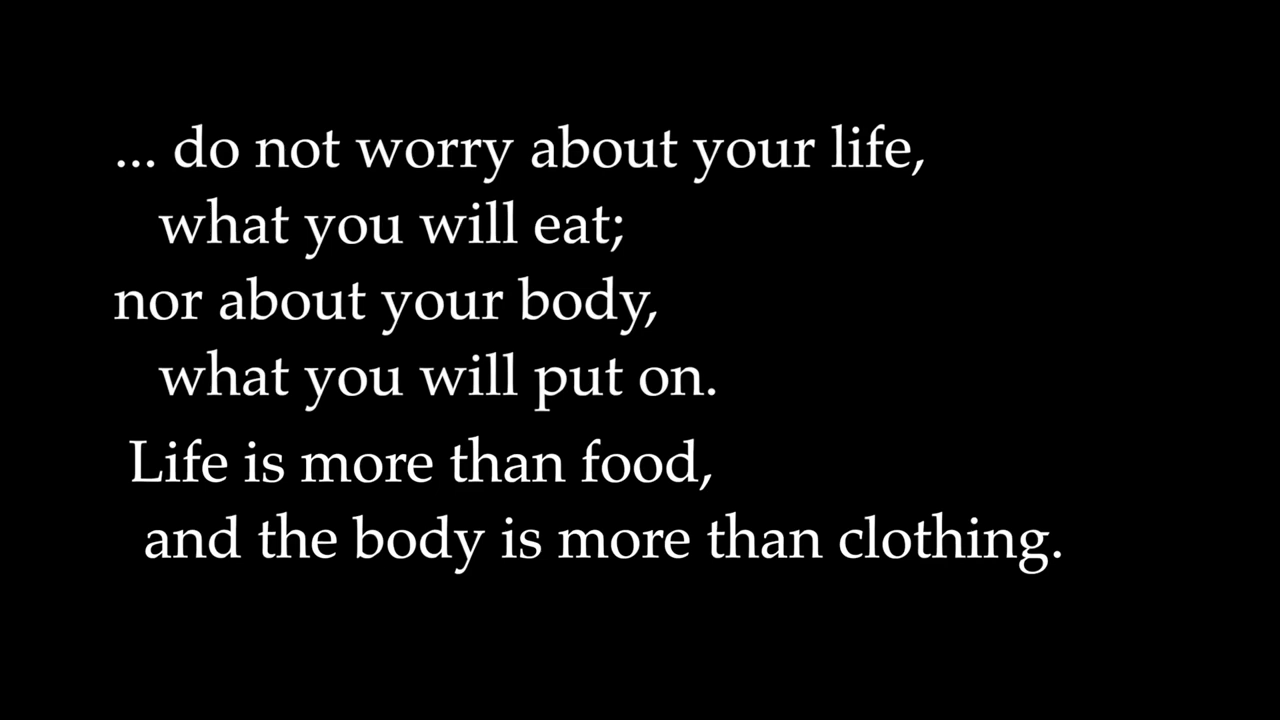 ... do not worry about your life,
what you will eat;
nor about your body,
what you will put on.
Life is more than food,
and the body is more than clothing.